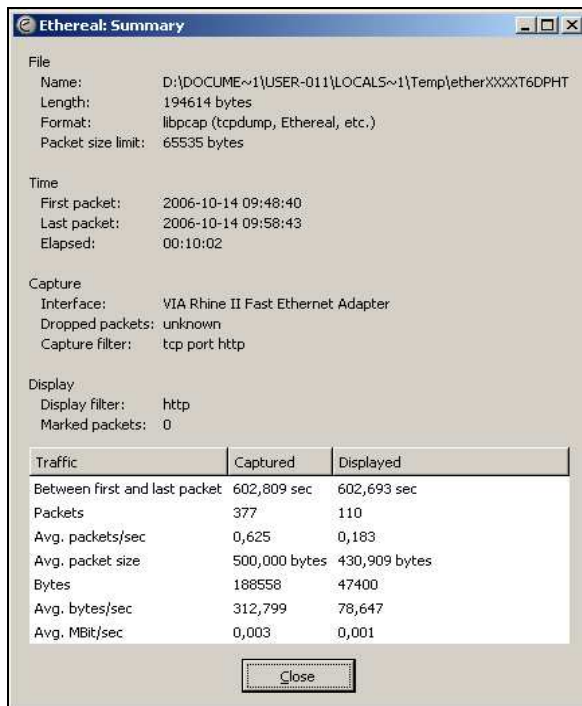 Ethereal: Summary
File
Name: D:\DOCUME~1\USER-011\LOCALS~1\Temp\etherXXXXT6DPHT
Length: 194614 bytes
Format: libpcap (tcpdump, Ethereal, etc.)
Packet size limit: 65535 bytes
Time
First packet: 2006-10-14 09:48:40
Last packet: 2006-10-14 09:58:43
Elapsed: 00:10:02
Capture
Interface: VIA Rhine II Fast Ethernet Adapter
Dropped packets: unknown
Capture filter: tcp port http
Display
Display filter: http
Marked packets: 0
Traffic Captured Displayed
Between first and last packet 602,809 sec 602,693 sec
Packets 377 110
Avg. packets/sec 0,625 0,183
Avg. packet size 500,000 bytes 430,909 bytes
Bytes 188558 47400
Avg. bytes/sec 312,799 78,647
Avg. MBit/sec 0,003 0,001
Close